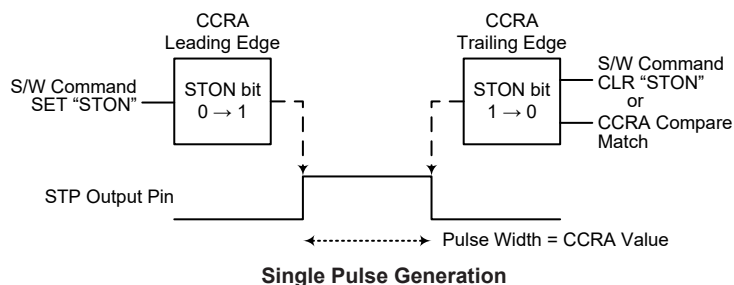 CCRA
Leading Edge
CCRA
Trailing Edge
S/W Command
SET “STON”
STON bit
0 → 1
STON bit
1 → 0
S/W Command
CLR “STON”
or
CCRA Compare
Match
STP Output Pin
Pulse Width = CCRA Value
Single Pulse Generation